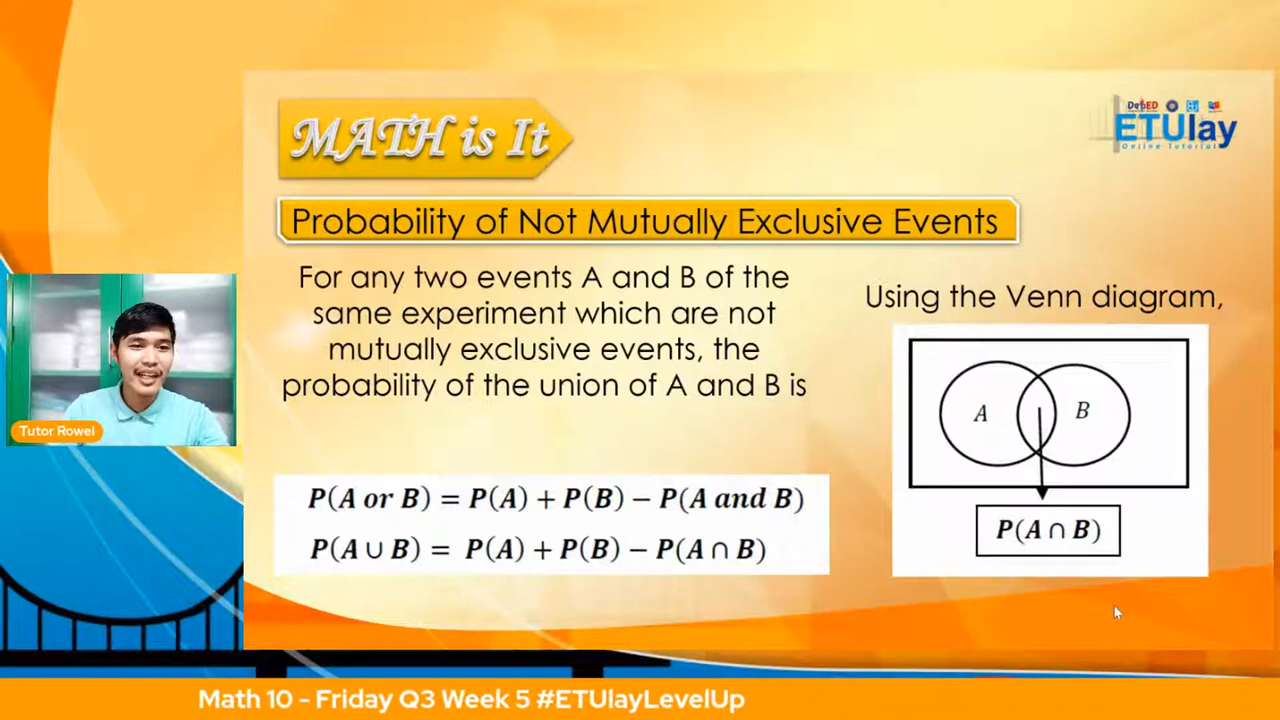 MATH is It
DepED
ETUlay
Online Tutorial
Probability of Not Mutually Exclusive Events
For any two events A and B of the
same experiment which are not
mutually exclusive events, the
probability of the union of A and B is
P(A or B) = P(A) + P(B) − P(A and B)
P(A ∪ B) = P(A) + P(B) − P(A ∩ B)
Using the Venn diagram,
A B
P(A ∩ B)
Tutor Rowel
Math 10 - Friday Q3 Week 5 #ETUlayLevelUp